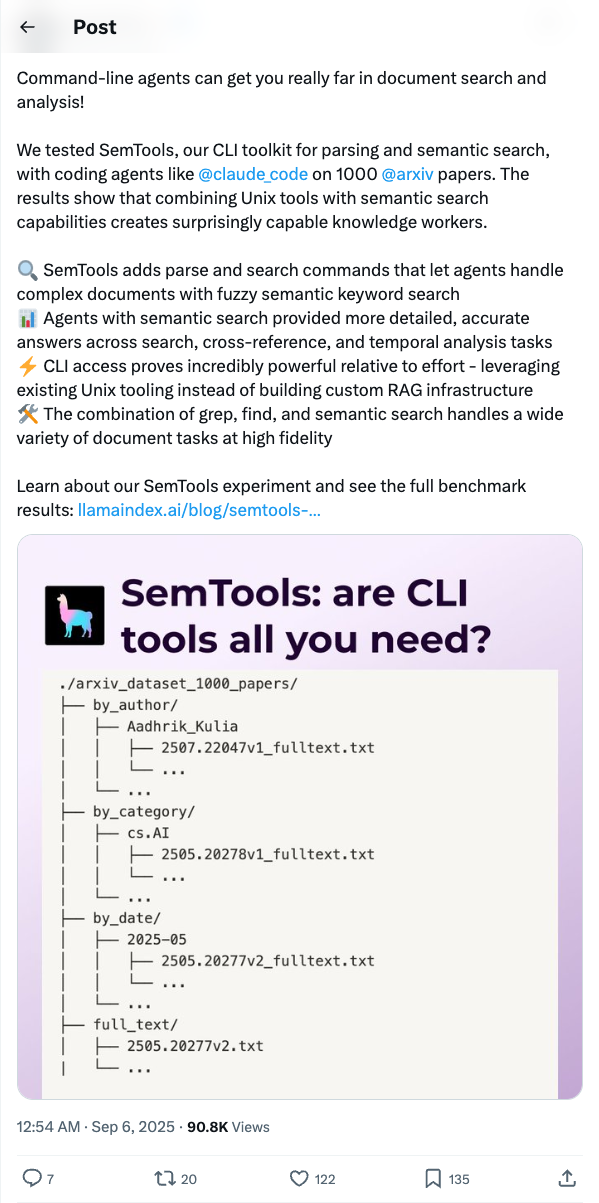 Post
Command-line agents can get you really far in document search and
analysis!
We tested SemTools, our CLI toolkit for parsing and semantic search,
with coding agents like @claude_code on 1000 @arxiv papers. The
results show that combining Unix tools with semantic search
capabilities creates surprisingly capable knowledge workers.
🔍 SemTools adds parse and search commands that let agents handle
complex documents with fuzzy semantic keyword search
📊 Agents with semantic search provided more detailed, accurate
answers across search, cross-reference, and temporal analysis tasks
⚡ CLI access proves incredibly powerful relative to effort - leveraging
existing Unix tooling instead of building custom RAG infrastructure
🛠️ The combination of grep, find, and semantic search handles a wide
variety of document tasks at high fidelity
Learn about our SemTools experiment and see the full benchmark
results: llamaindex.ai/blog/semtools-...
SemTools: are CLI
tools all you need?
./arxiv_dataset_1000_papers/
├── by_author/
│   ├── Aadhrik_Kulia
│   │   ├── 2507.22047v1_fulltext.txt
│   │   └── ...
│   └── ...
├── by_category/
│   ├── cs.AI
│   │   ├── 2505.20278v1_fulltext.txt
│   │   └── ...
│   └── ...
├── by_date/
│   ├── 2025-05
│   │   ├── 2505.20277v2_fulltext.txt
│   │   └── ...
│   └── ...
├── full_text/
│   ├── 2505.20277v2.txt
|   └── ...
12:54 AM · Sep 6, 2025 · 90.8K Views
7 20 122 135